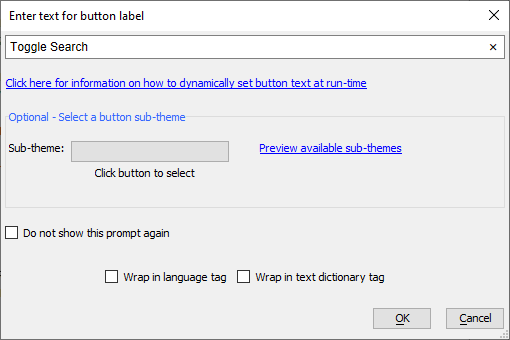 Enter text for button label
Toggle Search
Click here for information on how to dynamically set button text at run-time
Optional - Select a button sub-theme
Sub-theme:
Preview available sub-themes
Click button to select
Do not show this prompt again
Wrap in language tag
Wrap in text dictionary tag
OK
Cancel